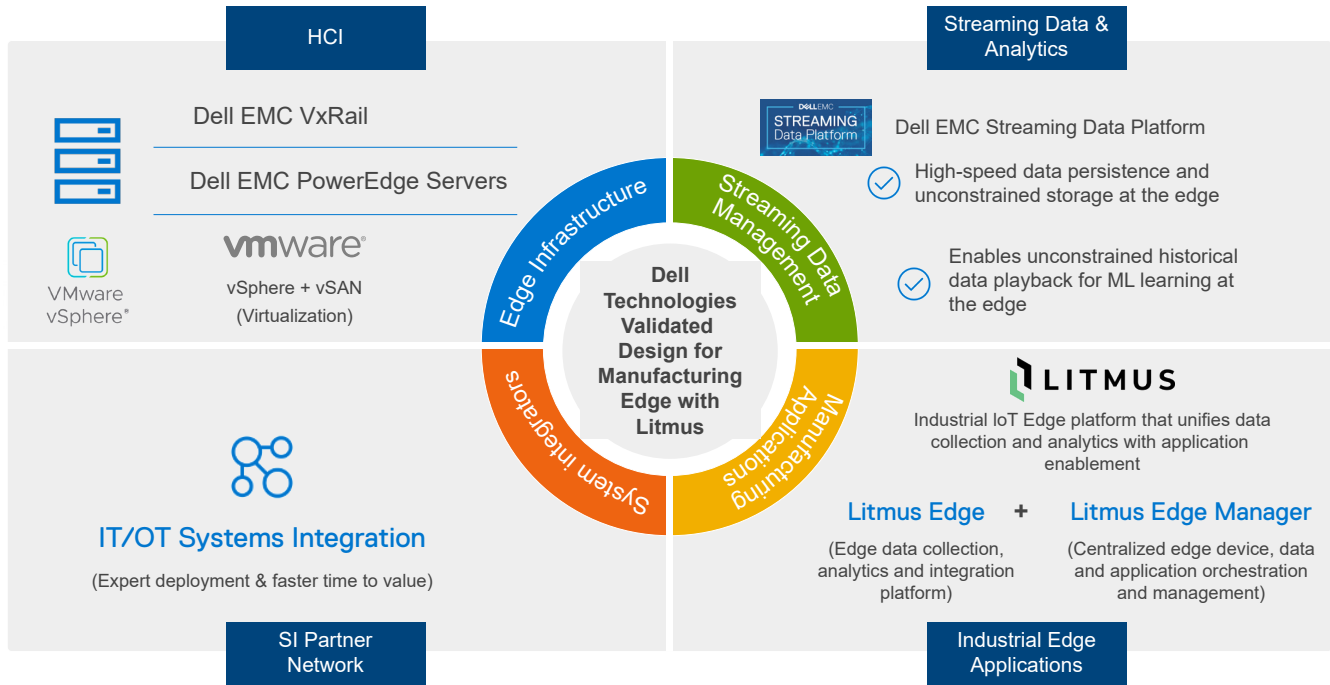 HCI
Dell EMC VxRail
Dell EMC PowerEdge Servers
VMware
vSphere®
vmware®
vSphere + vSAN
(Virtualization)
Streaming Data &
Analytics
DELLEMC
STREAMING
Data Platform
Dell EMC Streaming Data Platform
High-speed data persistence and
unconstrained storage at the edge
Enables unconstrained historical
data playback for ML learning at
the edge
Edge Infrastructure
Streaming Data
Management
Dell
Technologies
Validated
Design for
Manufacturing
Edge with
Litmus
System integrators
Manufacturing
Applications
IT/OT Systems Integration
(Expert deployment & faster time to value)
SI Partner
Network
LITMUS
Industrial IoT Edge platform that unifies data
collection and analytics with application
enablement
Litmus Edge + Litmus Edge Manager
(Edge data collection,
analytics and integration
platform)
(Centralized edge device, data
and application orchestration
and management)
Industrial Edge
Applications